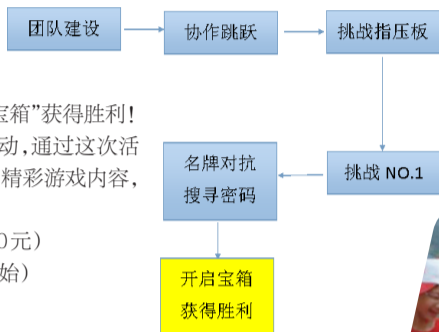 团队建设
协作跳跃
挑战指压板
宝箱”获得胜利！
动，通过这次活
精彩游戏内容，
0元）
始）
名牌对抗
搜寻密码
挑战 NO.1
开启宝箱
获得胜利